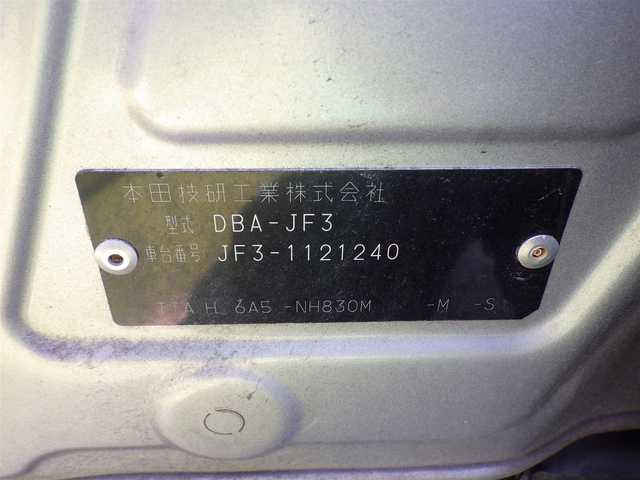 本田技研工業株式会社
型式 DBA-JF3
車台番号 JF3-1121240
TTA H 6A5 -NH830M -M -S